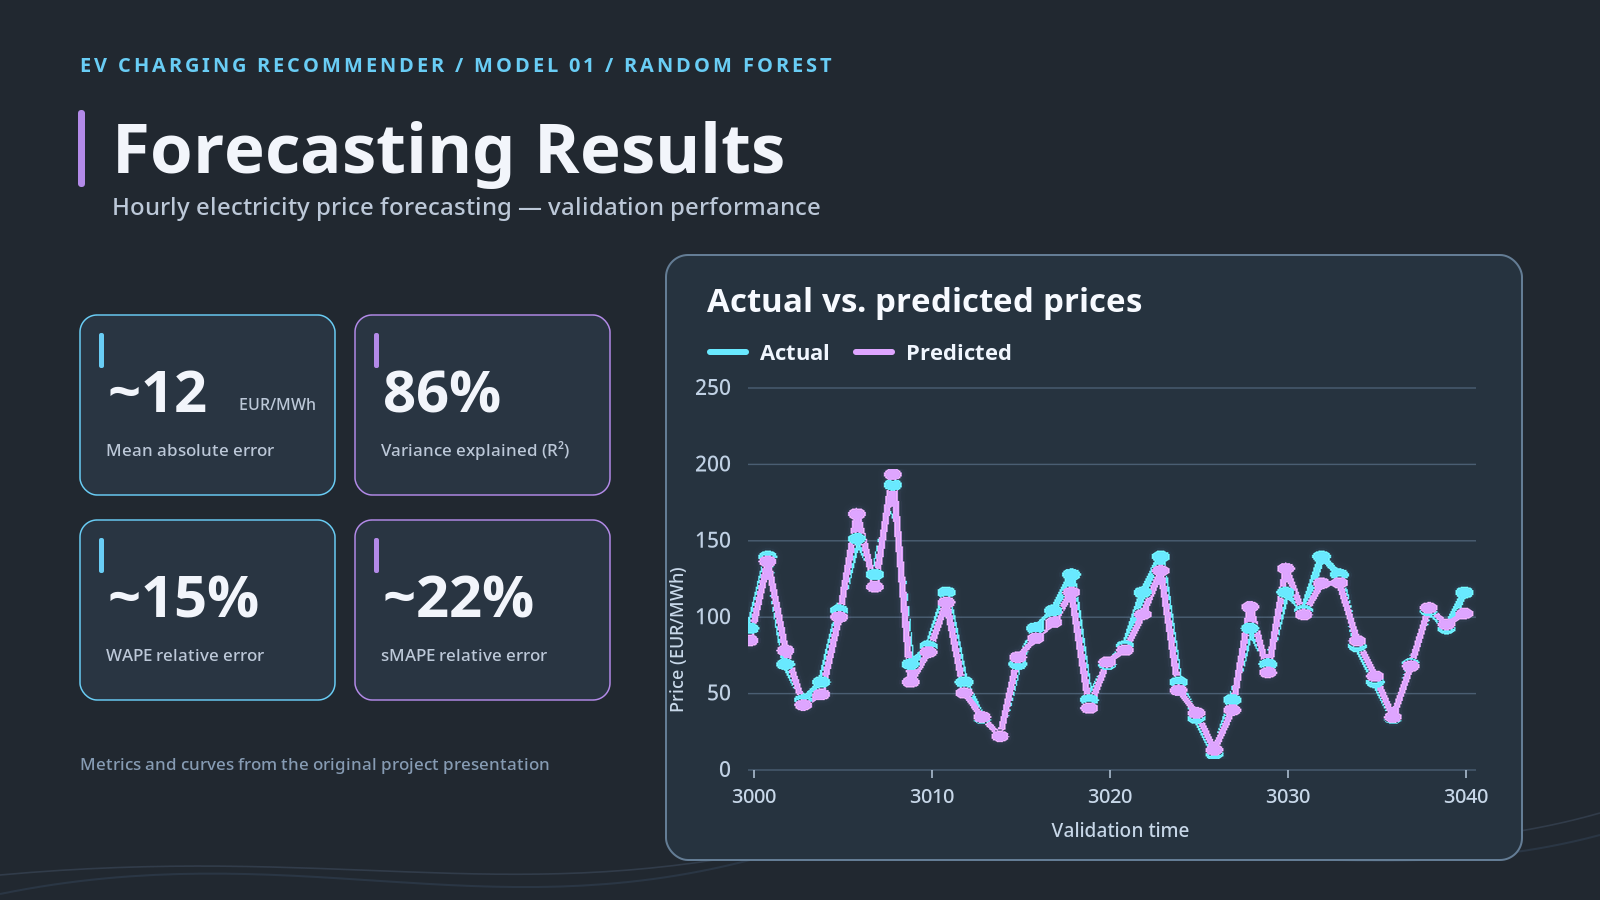 EV CHARGING RECOMMENDER / MODEL 01 / RANDOM FOREST
Forecasting Results
Hourly electricity price forecasting — validation performance
~12 EUR/MWh
Mean absolute error
86%
Variance explained (R²)
~15%
WAPE relative error
~22%
sMAPE relative error
Metrics and curves from the original project presentation
Actual vs. predicted prices
Actual Predicted
250
200
150
100
50
0
Price (EUR/MWh)
3000 3010 3020 3030 3040
Validation time